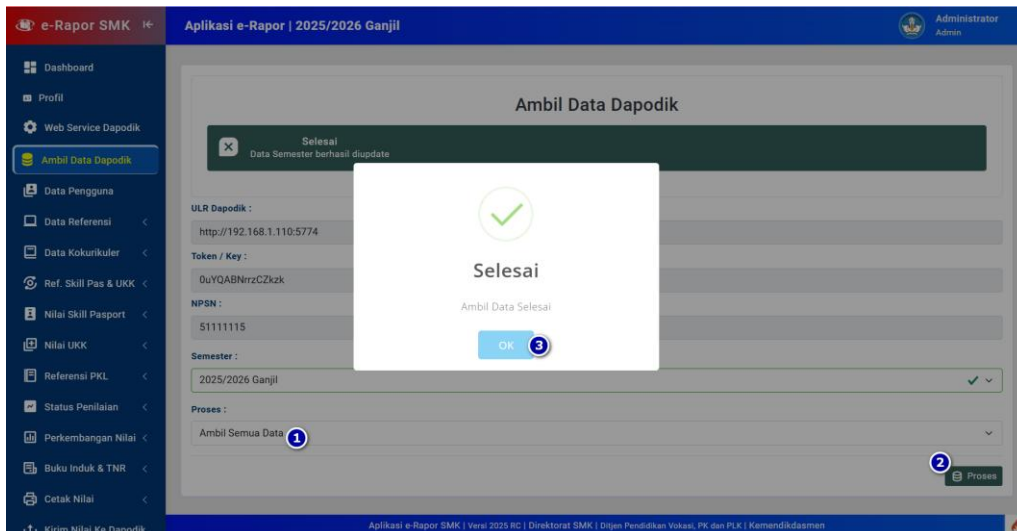 e-Rapor SMK
Aplikasi e-Rapor | 2025/2026 Ganjil
Administrator
Admin
Dashboard
Profil
Web Service Dapodik
Ambil Data Dapodik
Data Pengguna
Data Referensi
Data Kokurikuler
Ref. Skill Pas & UKK
Nilai Skill Pasport
Nilai UKK
Referensi PKL
Status Penilaian
Perkembangan Nilai
Buku Induk & TNR
Cetak Nilai
Kirim Nilai Ke Dapodik
Ambil Data Dapodik
Selesai
Data Semester berhasil diupdate
ULR Dapodik :
http://192.168.1.110:5774
Token / Key :
0uYQABNrrzCZkzk
NPSN :
51111115
Semester :
2025/2026 Ganjil
Proses :
Ambil Semua Data 1
2
Proses
Selesai
Ambil Data Selesai
OK 3
Aplikasi e-Rapor SMK | Versi 2025 RC | Direktorat SMK | Ditjen Pendidikan Vokasi, PK dan PLK | Kemendikdasmen